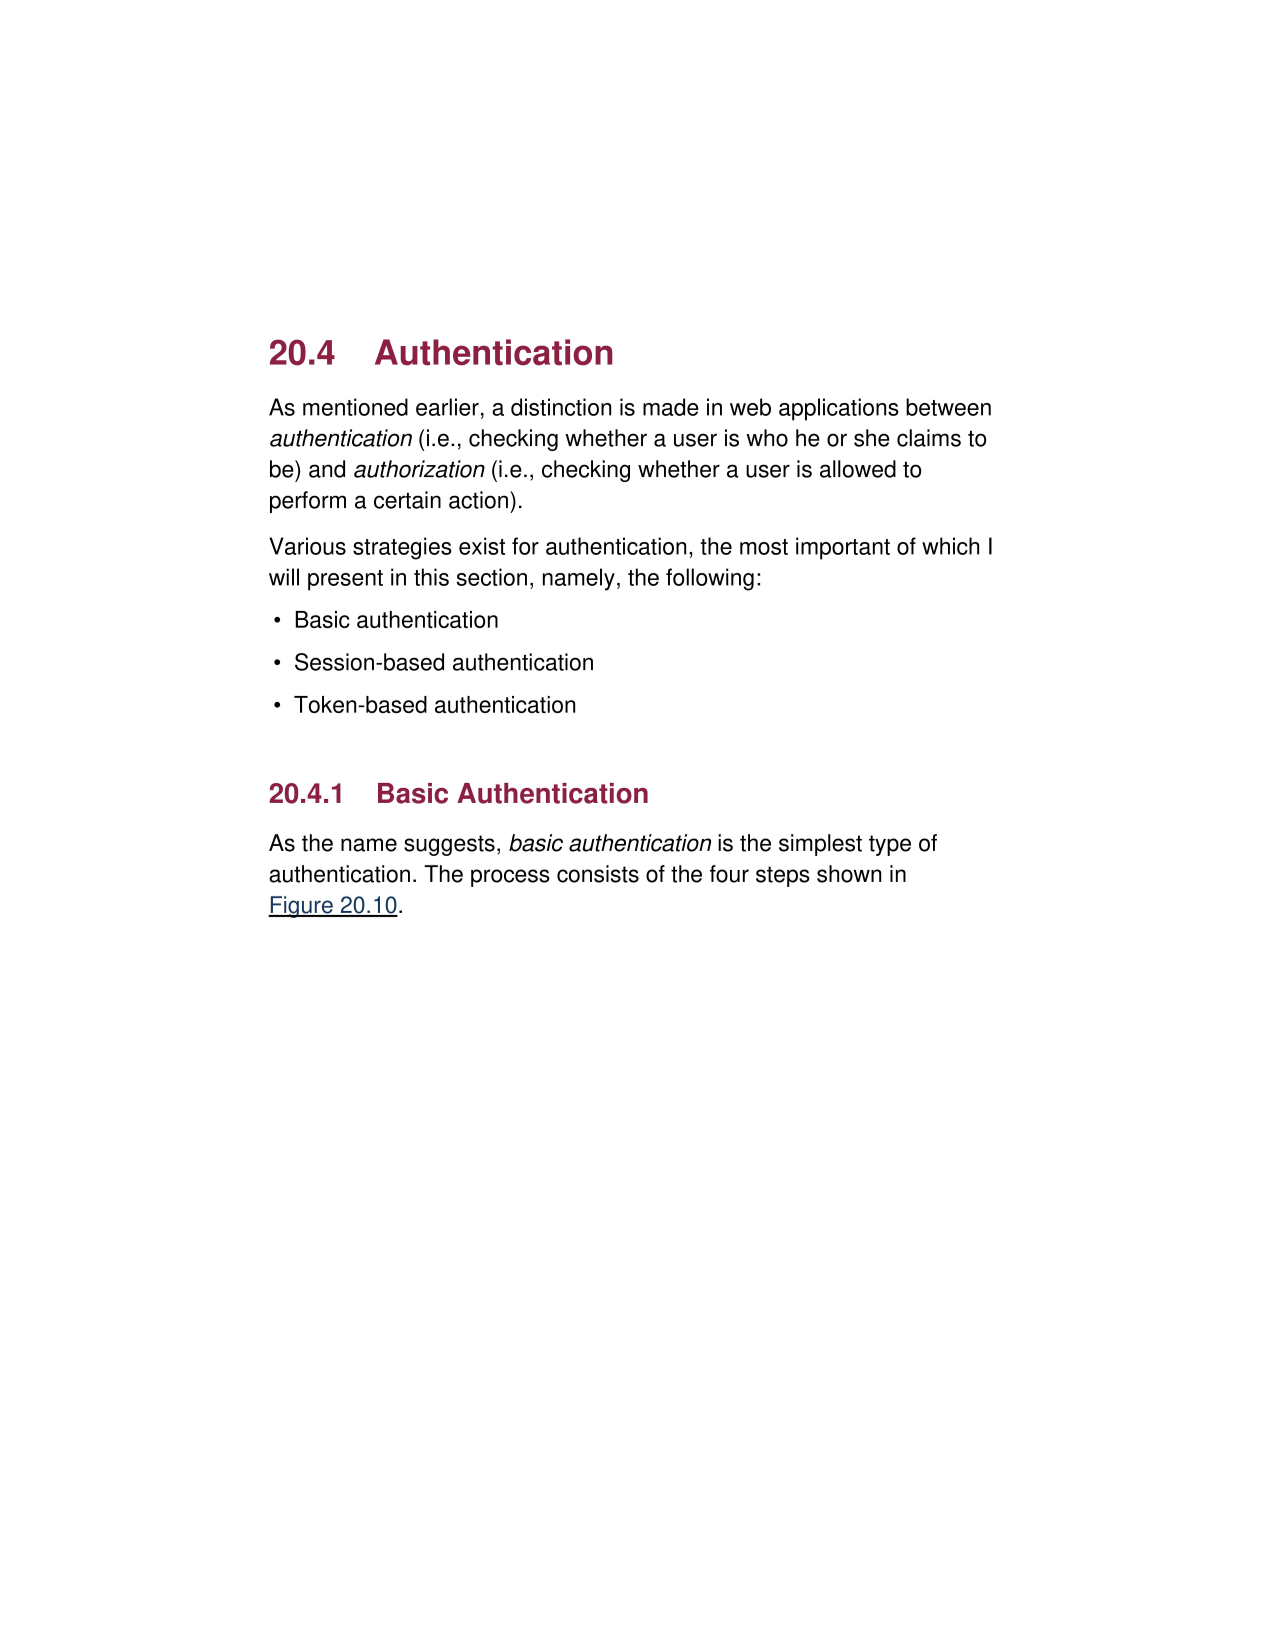 20.4 Authentication
As mentioned earlier, a distinction is made in web applications between
authentication (i.e., checking whether a user is who he or she claims to
be) and authorization (i.e., checking whether a user is allowed to
perform a certain action).
Various strategies exist for authentication, the most important of which I
will present in this section, namely, the following:
• Basic authentication
• Session-based authentication
• Token-based authentication
20.4.1 Basic Authentication
As the name suggests, basic authentication is the simplest type of
authentication. The process consists of the four steps shown in
Figure 20.10.